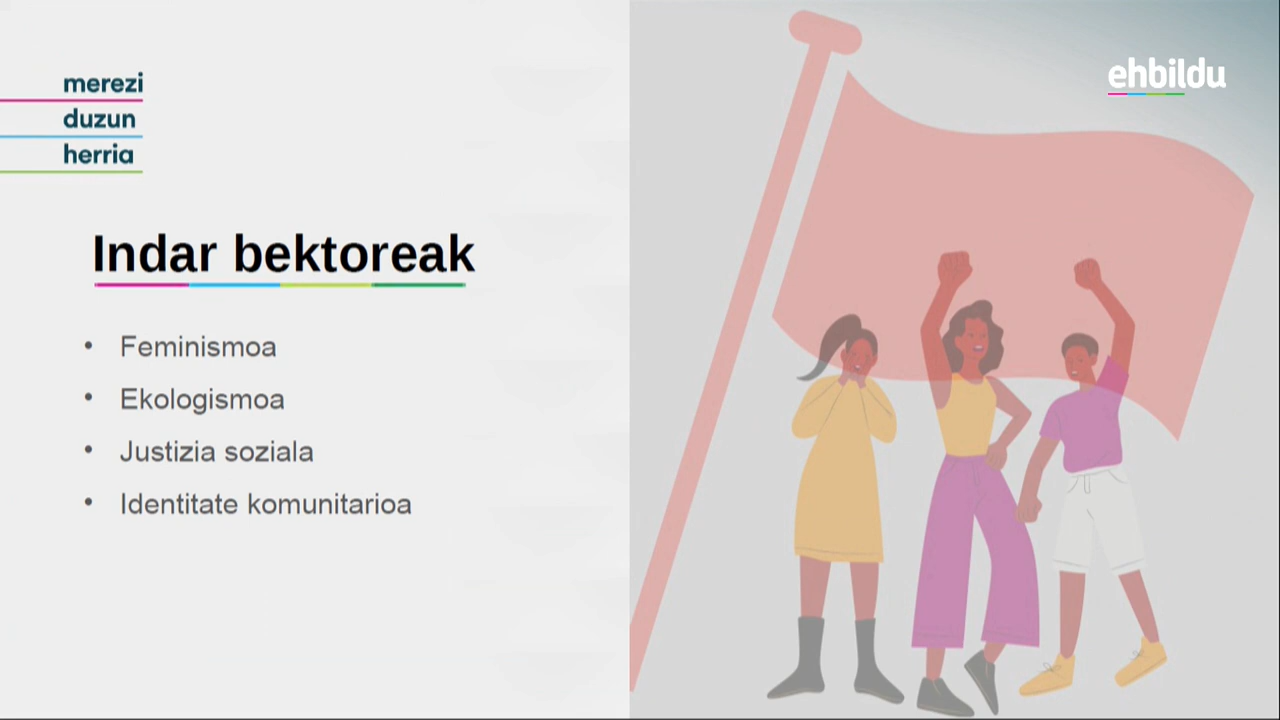 merezi
duzun
herria
ehbildu
Indar bektoreak
• Feminismoa
• Ekologismoa
• Justizia soziala
• Identitate komunitarioa